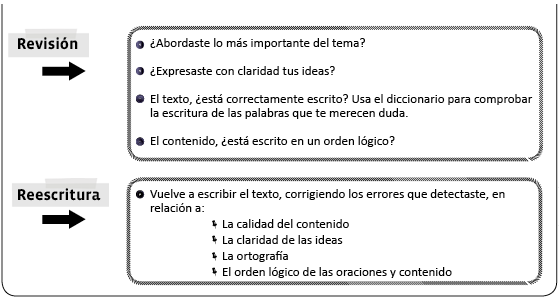 Revisión
¿Abordaste lo más importante del tema?
¿Expresaste con claridad tus ideas?
El texto, ¿está correctamente escrito? Usa el diccionario para comprobar
la escritura de las palabras que te merecen duda.
El contenido, ¿está escrito en un orden lógico?
Reescritura
Vuelve a escribir el texto, corrigiendo los errores que detectaste, en
relación a:
La calidad del contenido
La claridad de las ideas
La ortografía
El orden lógico de las oraciones y contenido